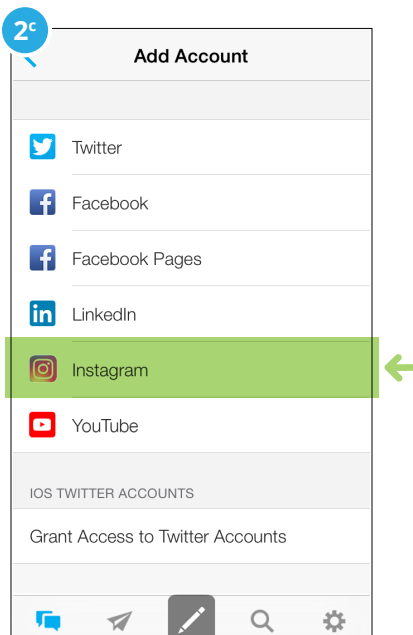 2c
Add Account
Twitter
Facebook
Facebook Pages
LinkedIn
Instagram
YouTube
IOS TWITTER ACCOUNTS
Grant Access to Twitter Accounts